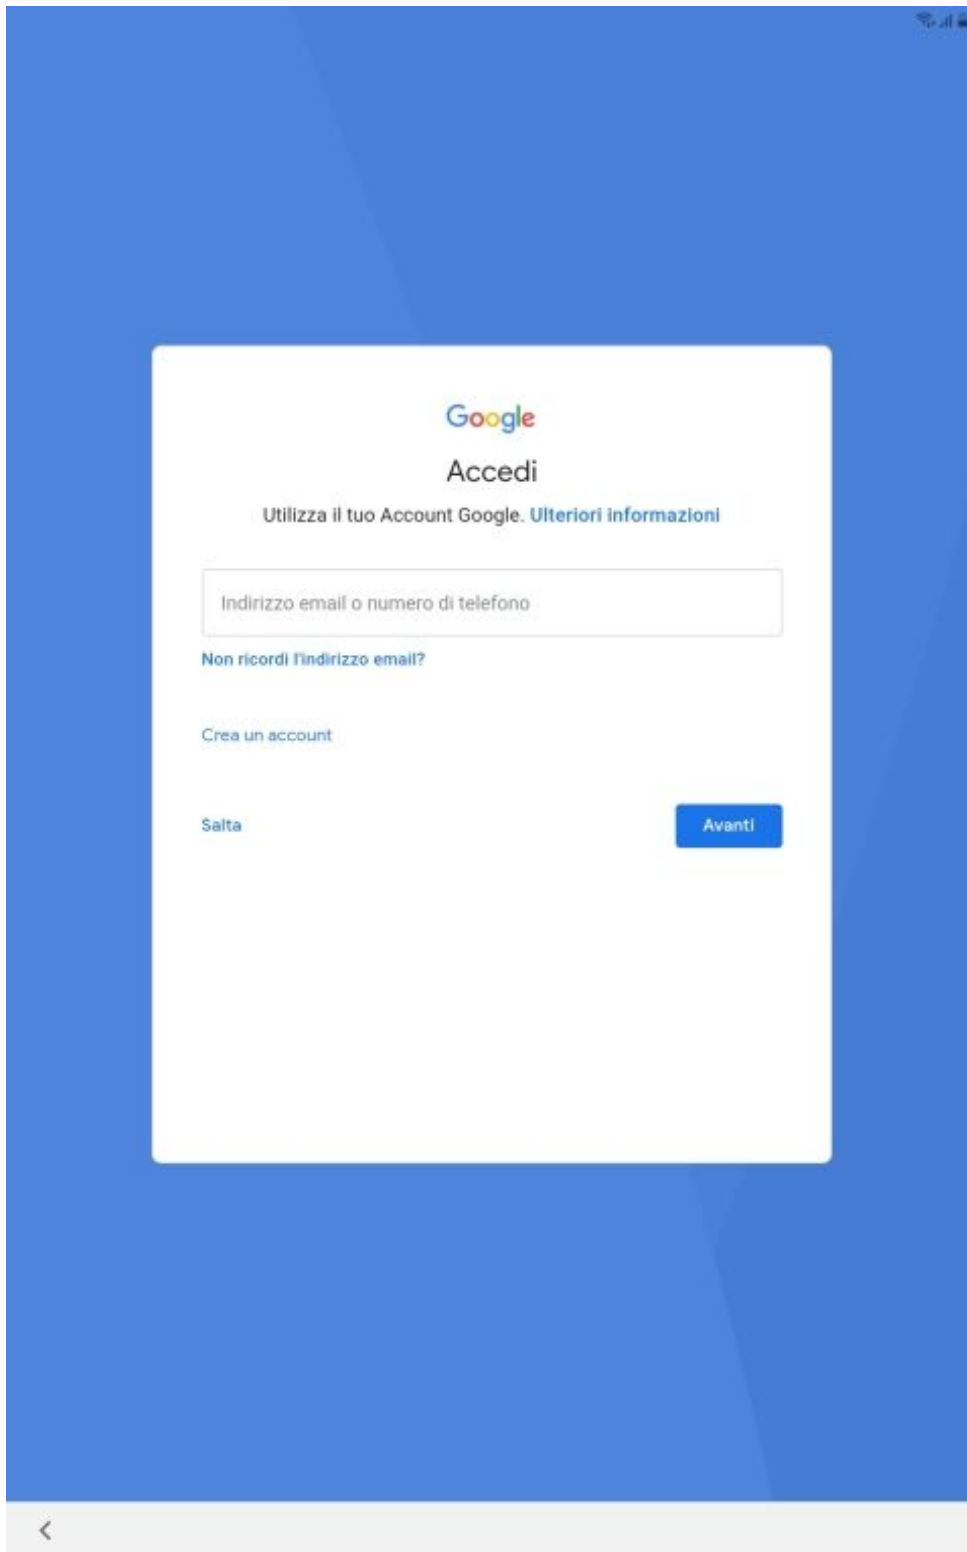 Google
Accedi
Utilizza il tuo Account Google. Ulteriori informazioni
Indirizzo email o numero di telefono
Non ricordi l'indirizzo email?
Crea un account
Salta
Avanti